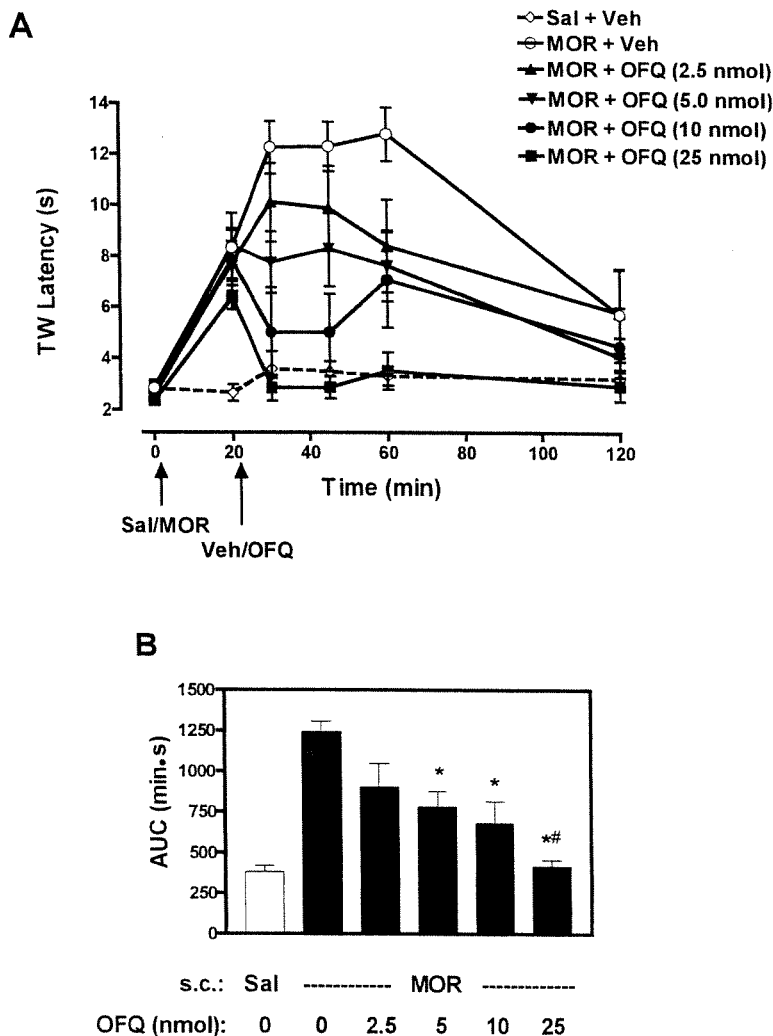 A
Sal + Veh
MOR + Veh
MOR + OFQ (2.5 nmol)
MOR + OFQ (5.0 nmol)
MOR + OFQ (10 nmol)
MOR + OFQ (25 nmol)
14
12
10
8
6
4
2
TW Latency (s)
0 20 40 60 80 100 120
Time (min)
Sal/MOR
Veh/OFQ
B
1500
1250
1000
750
500
250
0
AUC (min•s)
* * *#
s.c.: Sal MOR
OFQ (nmol): 0 0 2.5 5 10 25